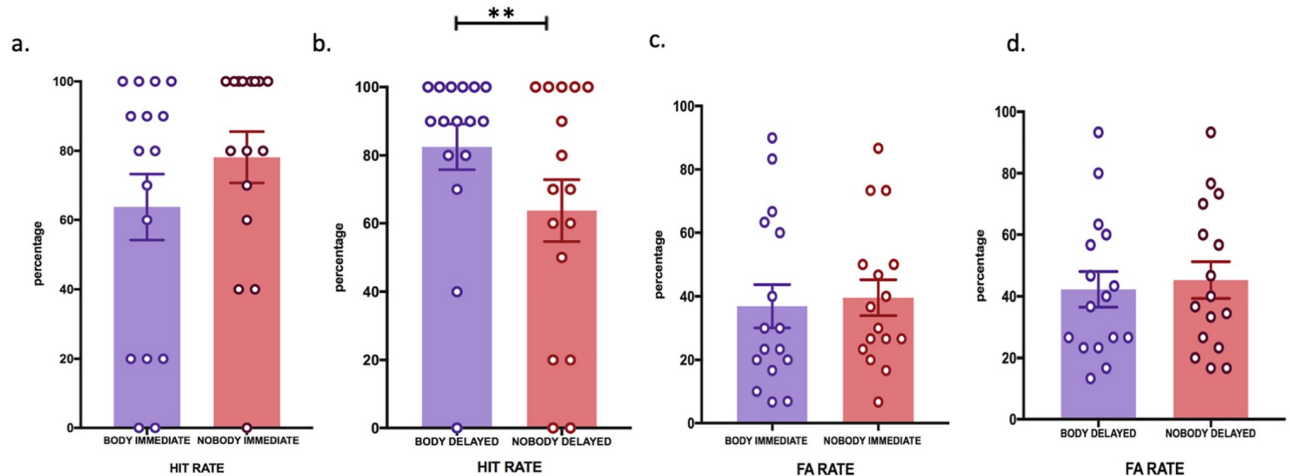 a.
percentage
100
80
60
40
20
0
BODY IMMEDIATE NOBODY IMMEDIATE
HIT RATE
b.
**
percentage
100
80
60
40
20
0
BODY DELAYED NOBODY DELAYED
HIT RATE
c.
percentage
100
80
60
40
20
0
BODY IMMEDIATE NOBODY IMMEDIATE
FA RATE
d.
percentage
100
80
60
40
20
0
BODY DELAYED NOBODY DELAYED
FA RATE